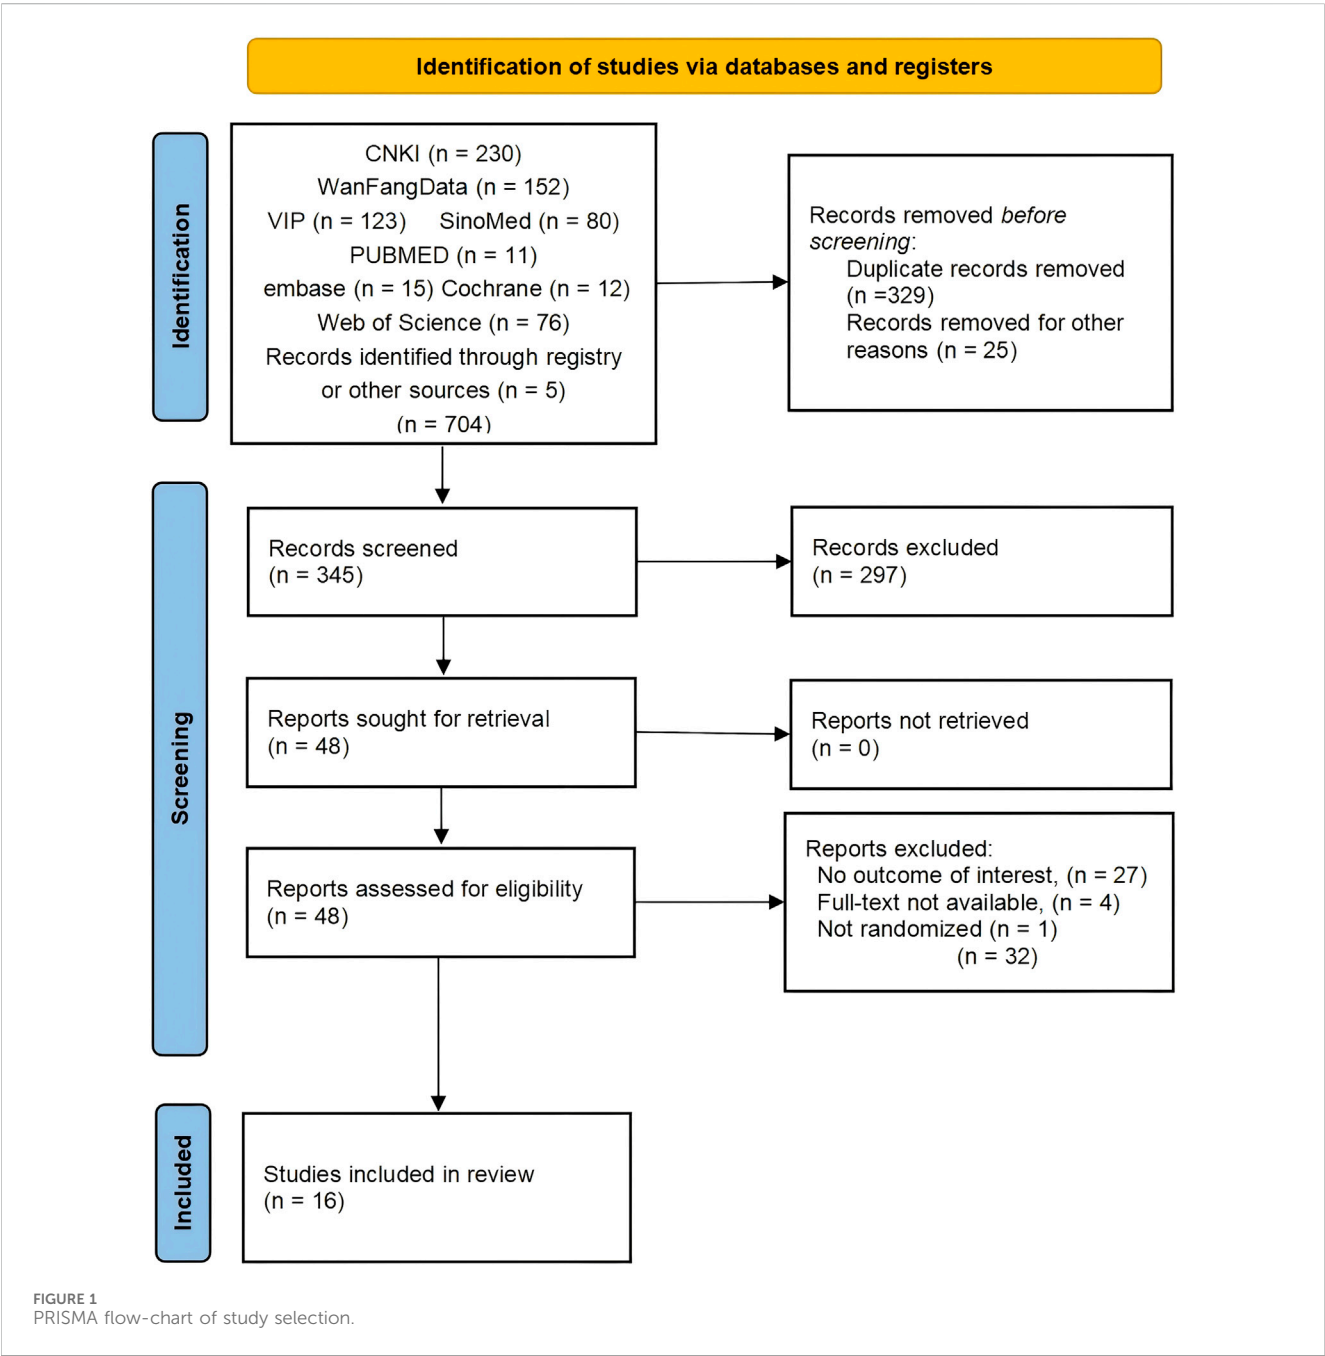 Identification of studies via databases and registers
Identification
CNKI (n = 230)
WanFangData (n = 152)
VIP (n = 123) SinoMed (n = 80)
PUBMED (n = 11)
embase (n = 15) Cochrane (n = 12)
Web of Science (n = 76)
Records identified through registry
or other sources (n = 5)
(n = 704)
Records removed before
screening:
Duplicate records removed
(n =329)
Records removed for other
reasons (n = 25)
Screening
Records screened
(n = 345)
Records excluded
(n = 297)
Reports sought for retrieval
(n = 48)
Reports not retrieved
(n = 0)
Reports assessed for eligibility
(n = 48)
Reports excluded:
No outcome of interest, (n = 27)
Full-text not available, (n = 4)
Not randomized (n = 1)
(n = 32)
Included
Studies included in review
(n = 16)
FIGURE 1
PRISMA flow-chart of study selection.